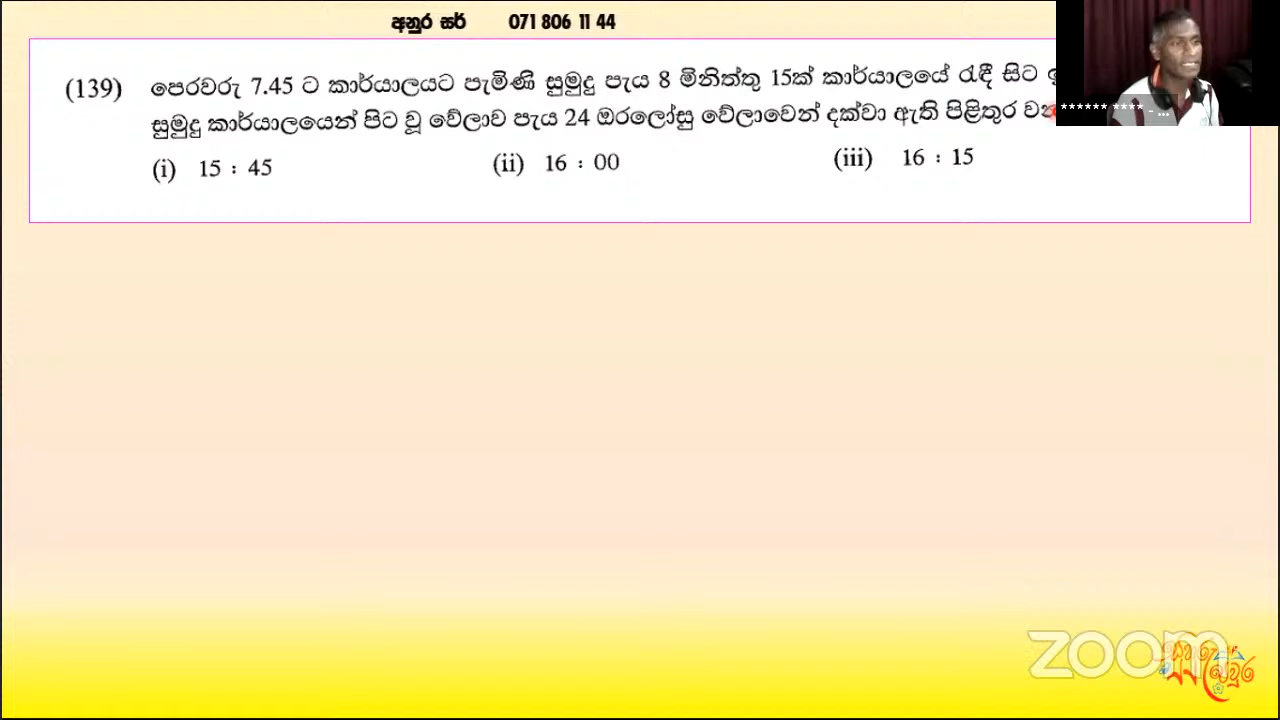 අනුර සර් 071 806 11 44
(139) පෙරවරු 7.45 ට කාර්යාලයට පැමිණි සුමුදු පැය 8 මිනිත්තු 15ක් කාර්යාලයේ රැඳී සිට
සුමුදු කාර්යාලයෙන් පිට වූ වේලාව පැය 24 ඔරලෝසු වේලාවෙන් දක්වා ඇති පිළිතුර
(i) 15 : 45 (ii) 16 : 00 (iii) 16 : 15
****** **** - ...
zoom